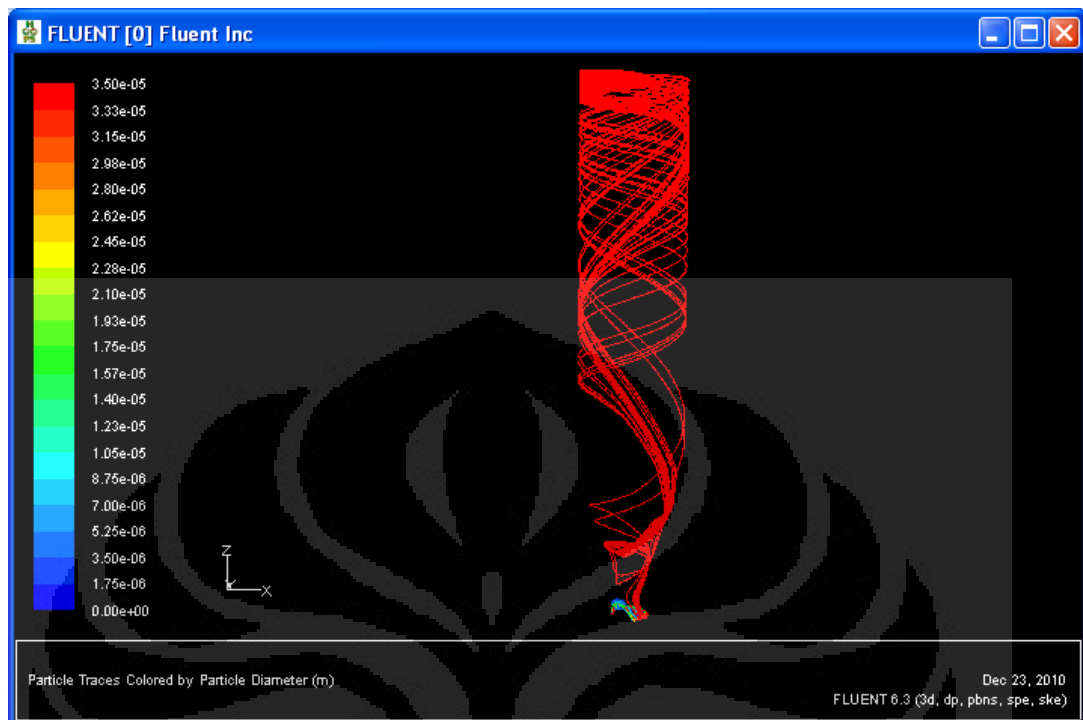 FLUENT [0] Fluent Inc
3.50e-05
3.33e-05
3.15e-05
2.98e-05
2.80e-05
2.62e-05
2.45e-05
2.28e-05
2.10e-05
1.93e-05
1.75e-05
1.57e-05
1.40e-05
1.23e-05
1.05e-05
8.75e-06
7.00e-06
5.25e-06
3.50e-06
1.75e-06
0.00e+00
Z
Y
X
Particle Traces Colored by Particle Diameter (m)
Dec 23, 2010
FLUENT 6.3 (3d, dp, pbns, spe, ske)